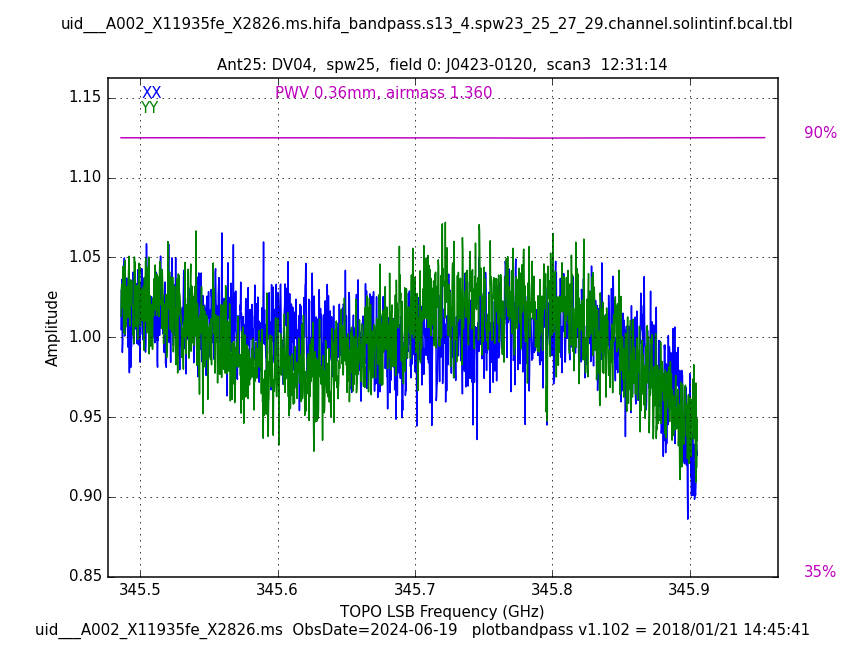 uid___A002_X11935fe_X2826.ms.hifa_bandpass.s13_4.spw23_25_27_29.channel.solintinf.bcal.tbl
Ant25: DV04,  spw25,  field 0: J0423-0120,  scan3  12:31:14
XX
YY
PWV 0.36mm, airmass 1.360
90%
35%
1.15
1.10
1.05
1.00
0.95
0.90
0.85
Amplitude
345.5 345.6 345.7 345.8 345.9
TOPO LSB Frequency (GHz)
uid___A002_X11935fe_X2826.ms  ObsDate=2024-06-19   plotbandpass v1.102 = 2018/01/21 14:45:41